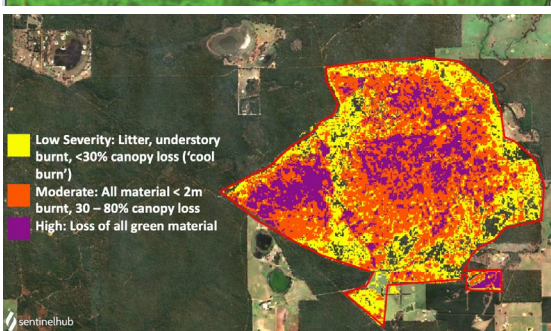 Low Severity: Litter, understory
burnt, <30% canopy loss (‘cool
burn’)
Moderate: All material < 2m
burnt, 30 – 80% canopy loss
High: Loss of all green material
sentinelhub